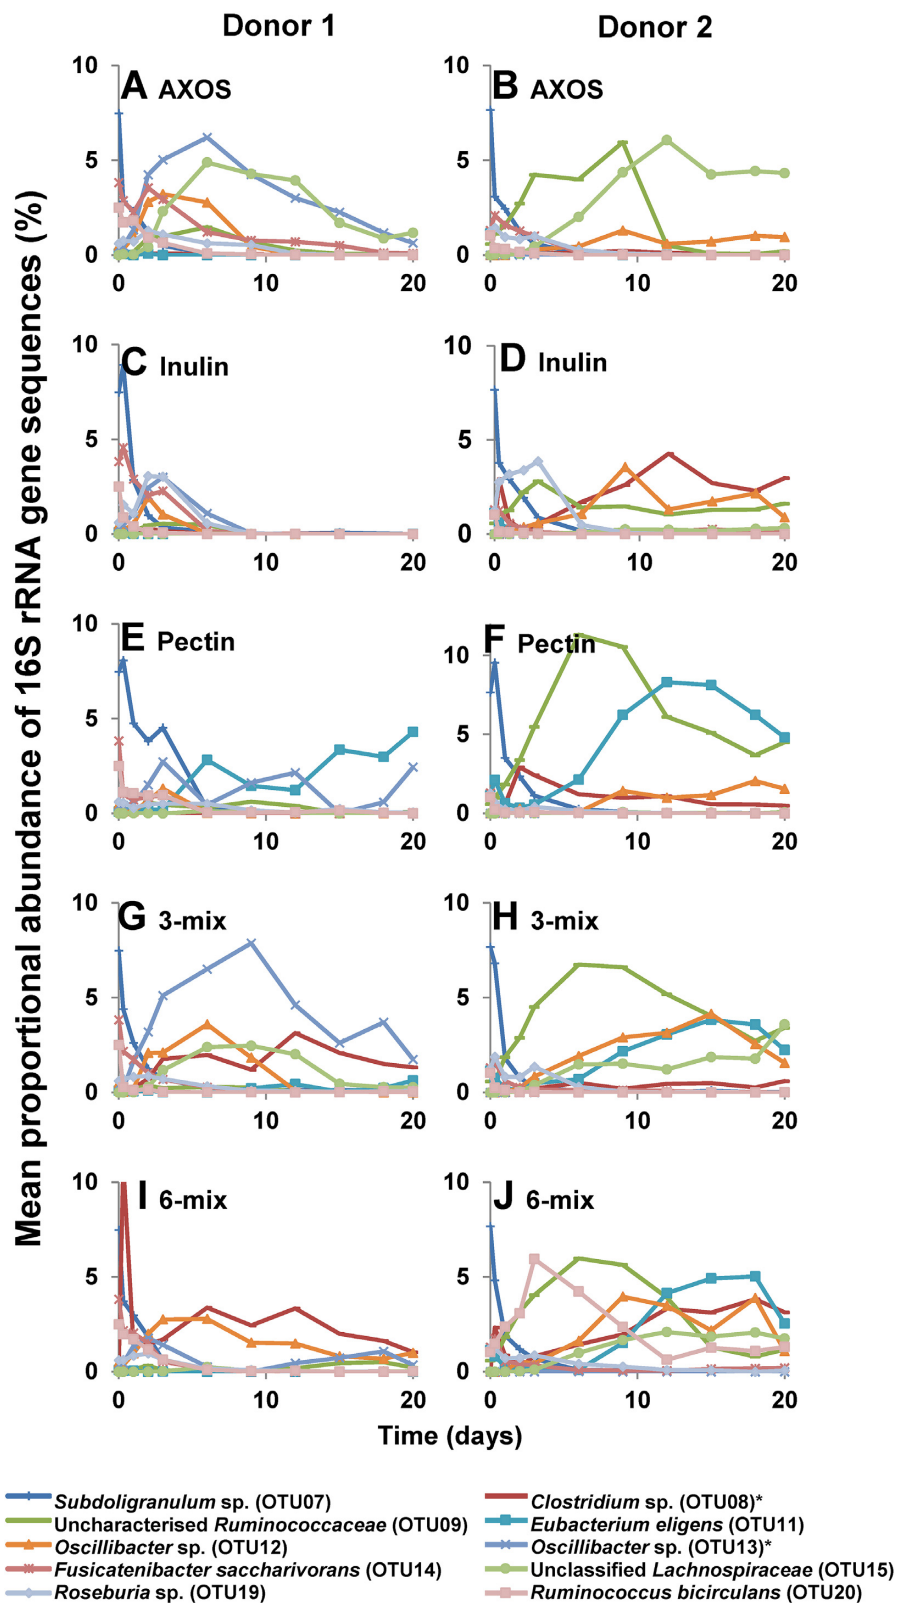 Donor 1 Donor 2
Mean proportional abundance of 16S rRNA gene sequences (%)
A AXOS B AXOS
10 10
5 5
0 0
0 10 20 0 10 20
C Inulin D Inulin
10 10
5 5
0 0
0 10 20 0 10 20
E Pectin F Pectin
10 10
5 5
0 0
0 10 20 0 10 20
G 3-mix H 3-mix
10 10
5 5
0 0
0 10 20 0 10 20
I 6-mix J 6-mix
10 10
5 5
0 0
0 10 20 0 10 20
Time (days)
Subdoligranulum sp. (OTU07) Clostridium sp. (OTU08)*
Uncharacterised Ruminococcaceae (OTU09) Eubacterium eligens (OTU11)
Oscillibacter sp. (OTU12) Oscillibacter sp. (OTU13)*
Fusicatenibacter saccharivorans (OTU14) Unclassified Lachnospiraceae (OTU15)
Roseburia sp. (OTU19) Ruminococcus bicirculans (OTU20)